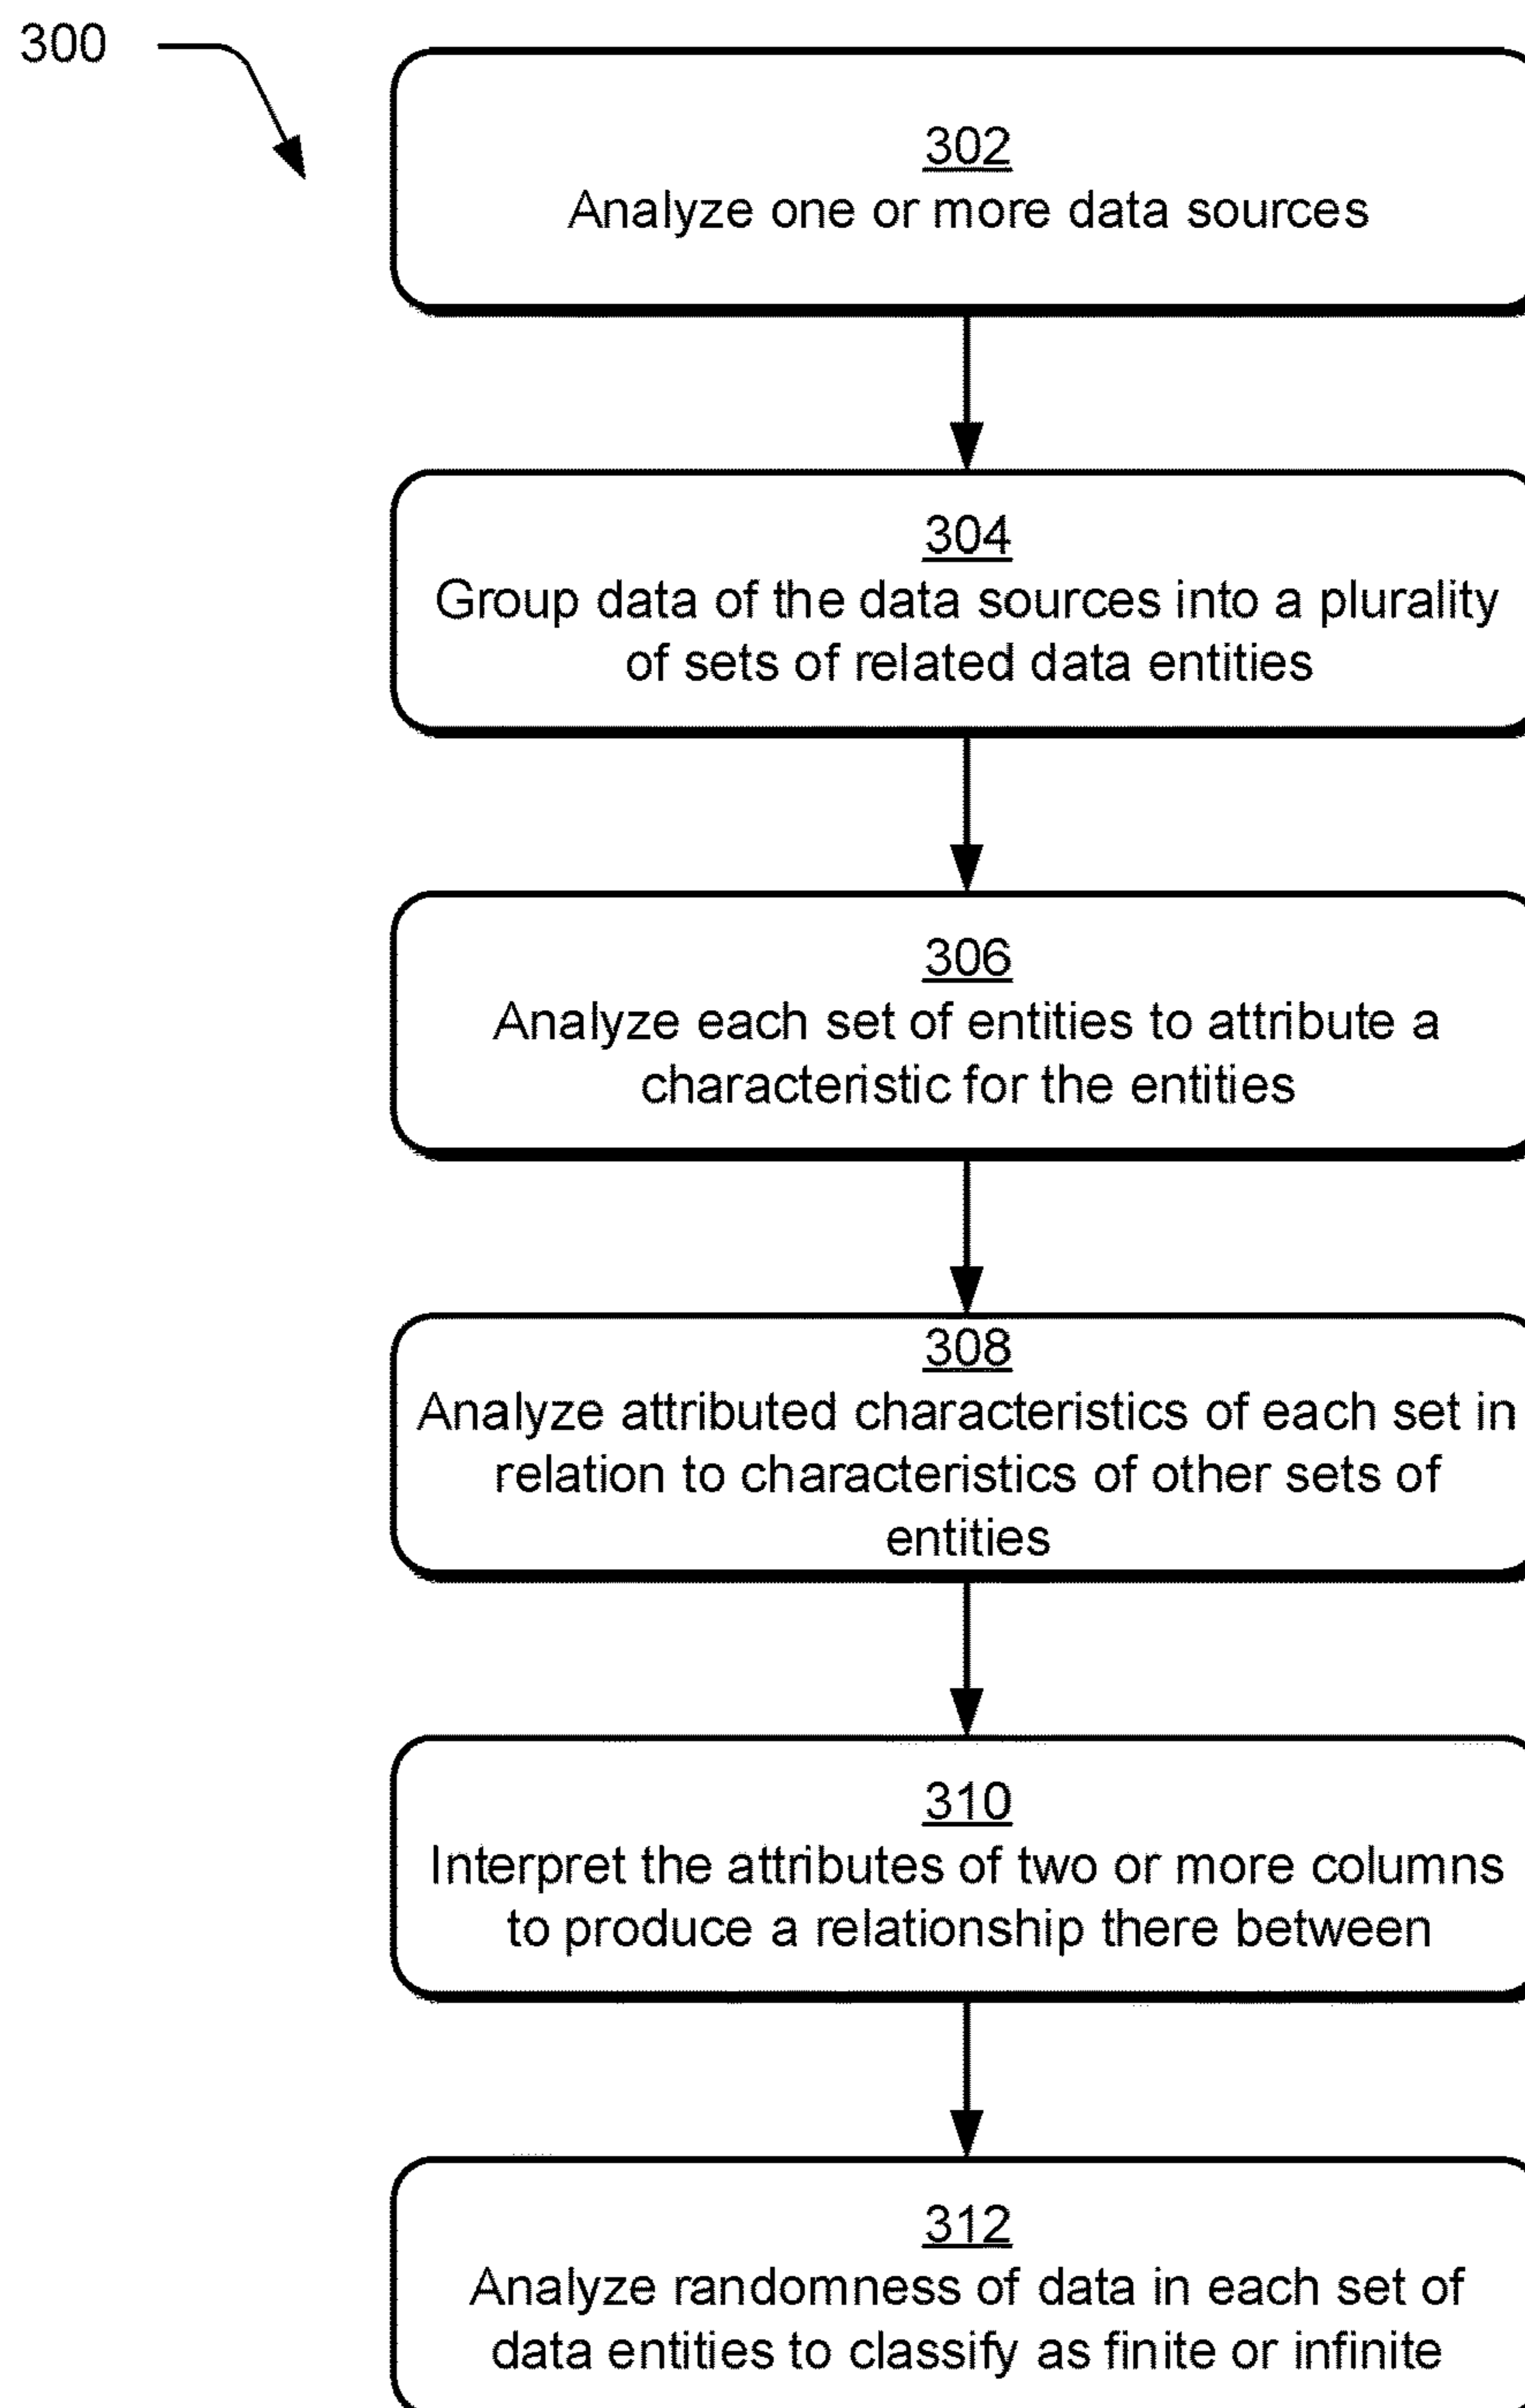 300
302
Analyze one or more data sources
304
Group data of the data sources into a plurality
of sets of related data entities
306
Analyze each set of entities to attribute a
characteristic for the entities
308
Analyze attributed characteristics of each set in
relation to characteristics of other sets of
entities
310
Interpret the attributes of two or more columns
to produce a relationship there between
312
Analyze randomness of data in each set of
data entities to classify as finite or infinite